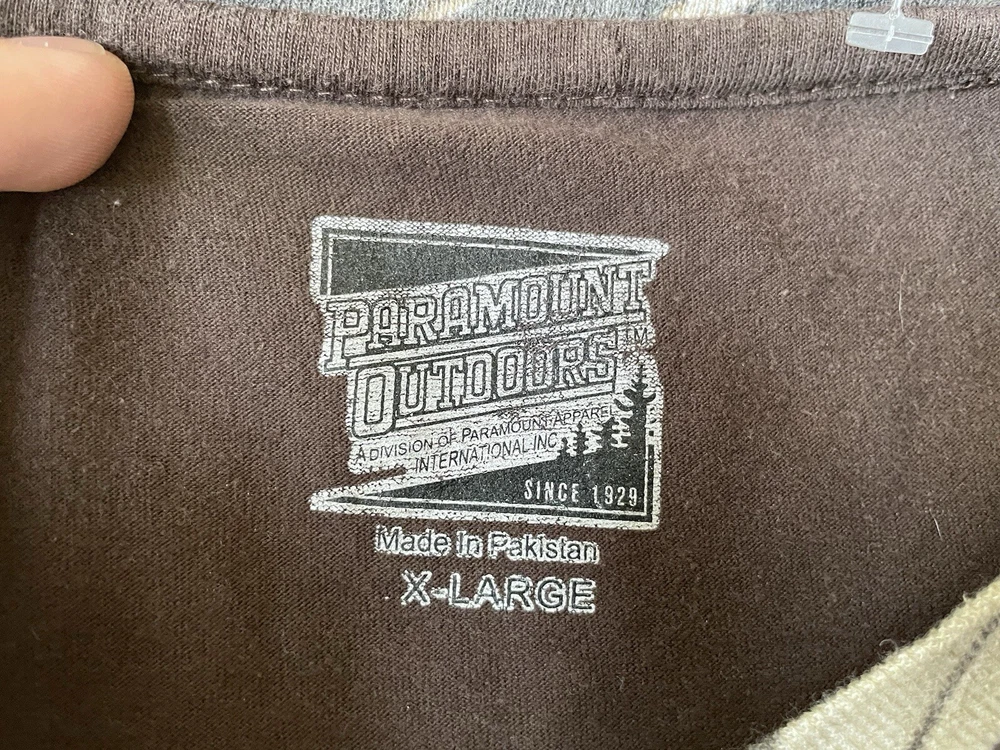 PARAMOUNT
OUTDOORS™
A DIVISION OF PARAMOUNT APPAREL
INTERNATIONAL INC
SINCE 1929
Made In Pakistan
X-LARGE